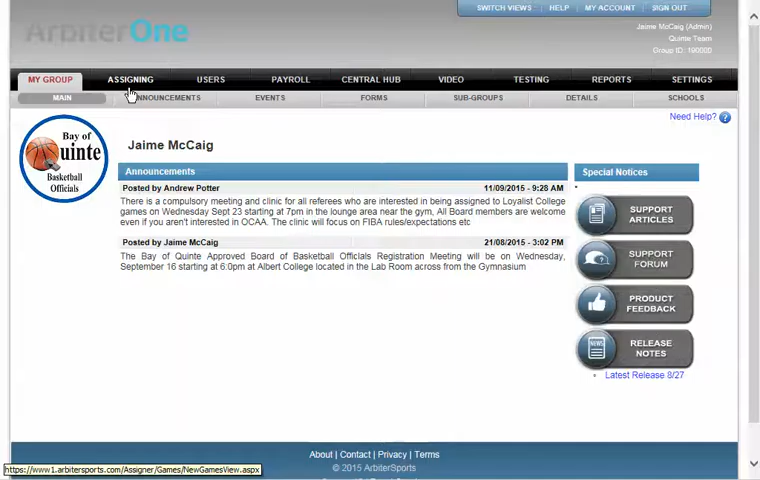 ArbiterOne
SWITCH VIEWS | HELP | MY ACCOUNT | SIGN OUT
Jaime McCaig (Admin)
Quinte Team
Group ID: 190000
MY GROUP ASSIGNING USERS PAYROLL CENTRAL HUB VIDEO TESTING REPORTS SETTINGS
MAIN NNOUNCEMENTS EVENTS FORMS SUB-GROUPS DETAILS SCHOOLS
Need Help? ?
Bay of
Quinte
Basketball
Officials
Jaime McCaig
Announcements
Posted by Andrew Potter 11/09/2015 - 9:28 AM
There is a compulsory meeting and clinic for all referees who are interested in being assigned to Loyalist College
games on Wednesday Sept 23 starting at 7pm in the lounge area near the gym, All Board members are welcome
even if you aren't interested in OCAA. The clinic will focus on FIBA rules/expectations etc
Posted by Jaime McCaig 21/08/2015 - 3:02 PM
The Bay of Quinte Approved Board of Basketball Officials Registration Meeting will be on Wednesday,
September 16 starting at 6:0pm at Albert College located in the Lab Room across from the Gymnasium
Special Notices
SUPPORT
ARTICLES
SUPPORT
FORUM
PRODUCT
FEEDBACK
NEWS
RELEASE
NOTES
Latest Release 8/27
About | Contact | Privacy | Terms
© 2015 ArbiterSports
https://www1.arbitersports.com/Assigner/Games/NewGamesView.aspx